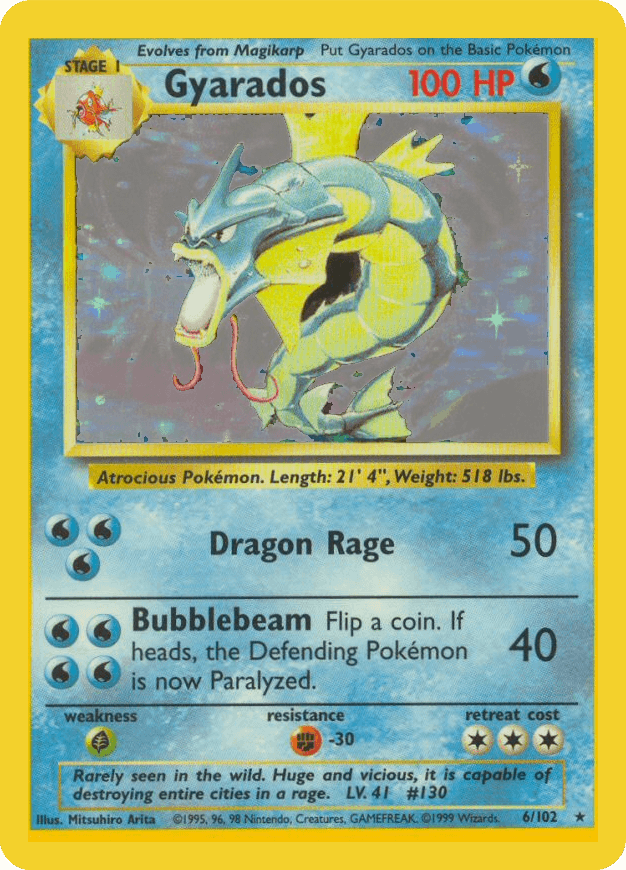 Evolves from Magikarp Put Gyarados on the Basic Pokémon
STAGE 1
Gyarados 100 HP
Atrocious Pokémon. Length: 21' 4", Weight: 518 lbs.
Dragon Rage 50
Bubblebeam Flip a coin. If
heads, the Defending Pokémon
is now Paralyzed.
40
weakness resistance retreat cost
-30
Rarely seen in the wild. Huge and vicious, it is capable of
destroying entire cities in a rage. LV. 41 #130
Illus. Mitsuhiro Arita ©1995, 96, 98 Nintendo, Creatures, GAMEFREAK. ©1999 Wizards. 6/102 ★